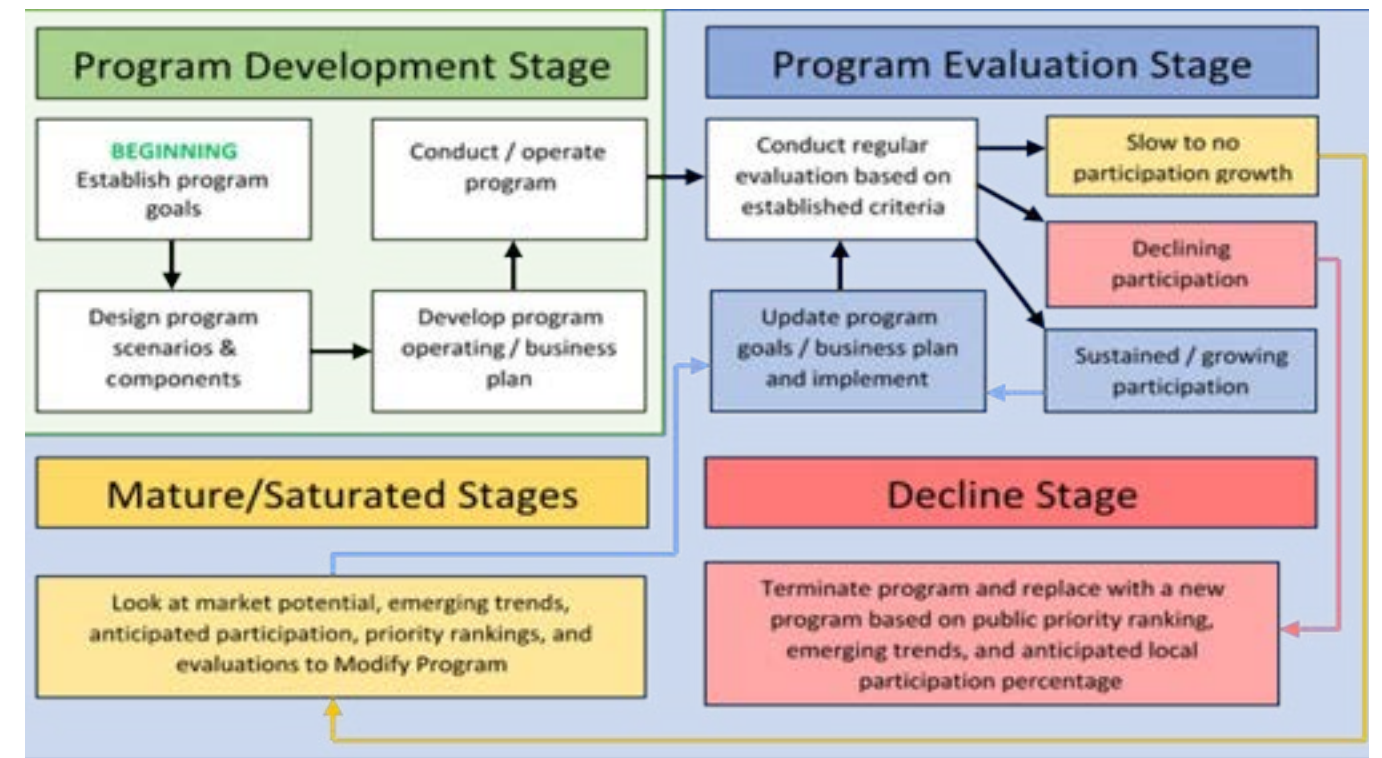 Program Development Stage
BEGINNING
Establish program
goals
Design program
scenarios &
components
Develop program
operating / business
plan
Conduct / operate
program
Program Evaluation Stage
Conduct regular
evaluation based on
established criteria
Slow to no
participation growth
Declining
participation
Sustained / growing
participation
Update program
goals / business plan
and implement
Mature/Saturated Stages
Look at market potential, emerging trends,
anticipated participation, priority rankings, and
evaluations to Modify Program
Decline Stage
Terminate program and replace with a new
program based on public priority ranking,
emerging trends, and anticipated local
participation percentage